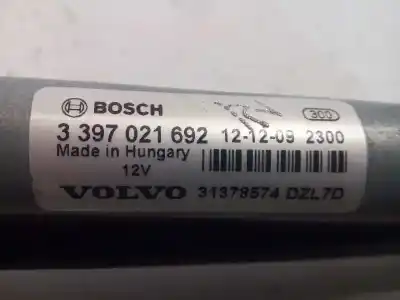 BOSCH 300
3 397 021 692 12-12-09 2300
Made in Hungary
12V
VOLVO 31378574 DZL7D